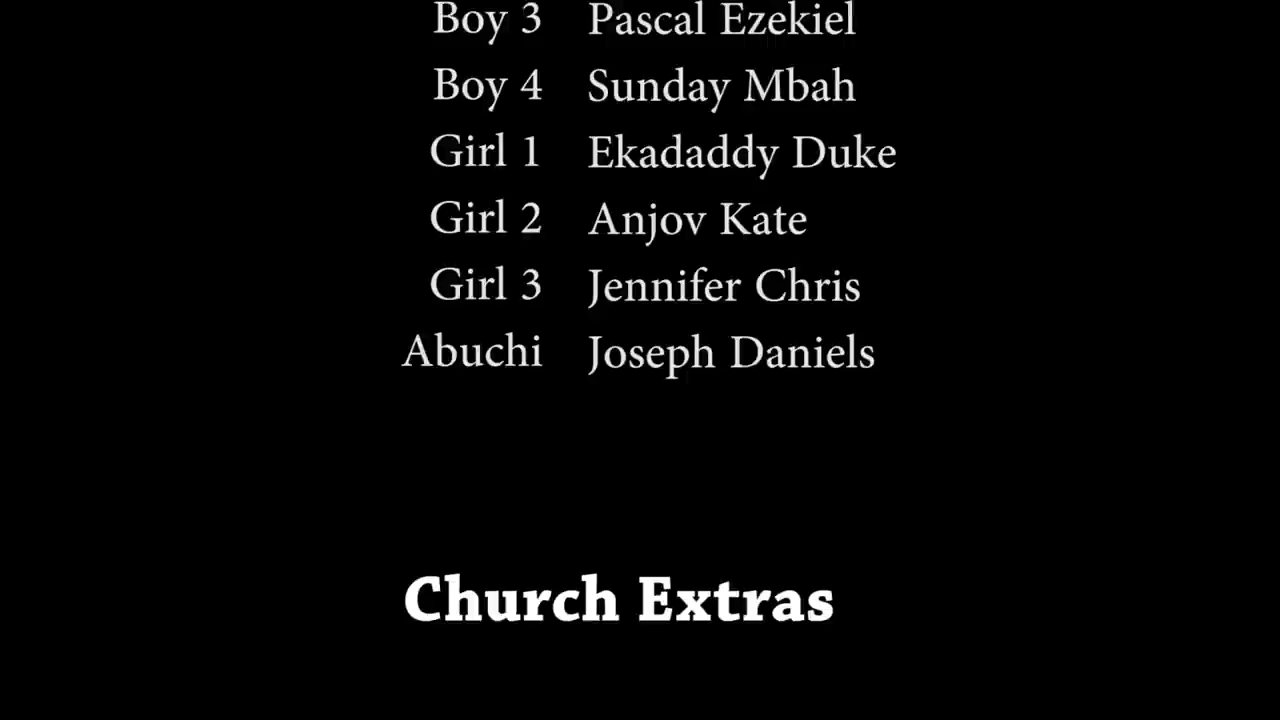 Boy 3 Pascal Ezekiel
Boy 4 Sunday Mbah
Girl 1 Ekadaddy Duke
Girl 2 Anjov Kate
Girl 3 Jennifer Chris
Abuchi Joseph Daniels
Church Extras